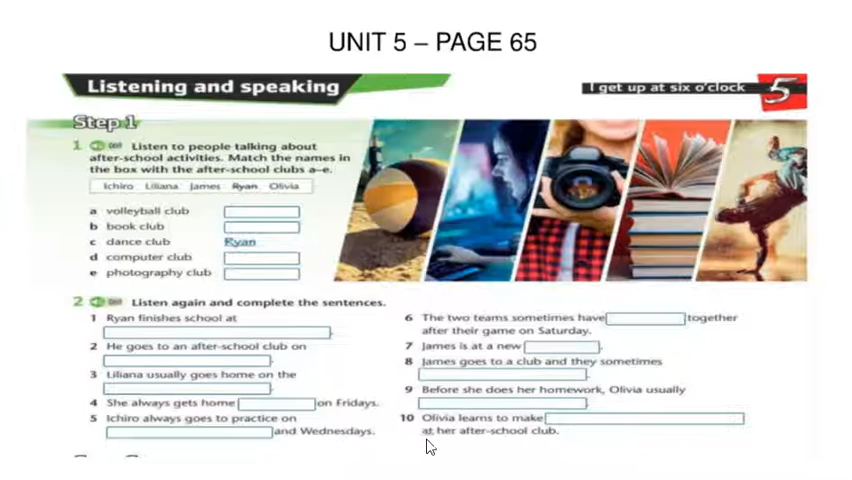 UNIT 5 – PAGE 65
Listening and speaking
I get up at six o'clock 5
Step 1
1 Listen to people talking about
after-school activities. Match the names in
the box with the after-school clubs a–e.
Ichiro Liliana James Ryan Olivia
a volleyball club
b book club
c dance club Ryan
d computer club
e photography club
2 Listen again and complete the sentences.
1 Ryan finishes school at
.
2 He goes to an after-school club on
.
3 Liliana usually goes home on the
.
4 She always gets home on Fridays.
5 Ichiro always goes to practice on
and Wednesdays.
6 The two teams sometimes have together
after their game on Saturday.
7 James is at a new .
8 James goes to a club and they sometimes
.
9 Before she does her homework, Olivia usually
.
10 Olivia learns to make
at her after-school club.